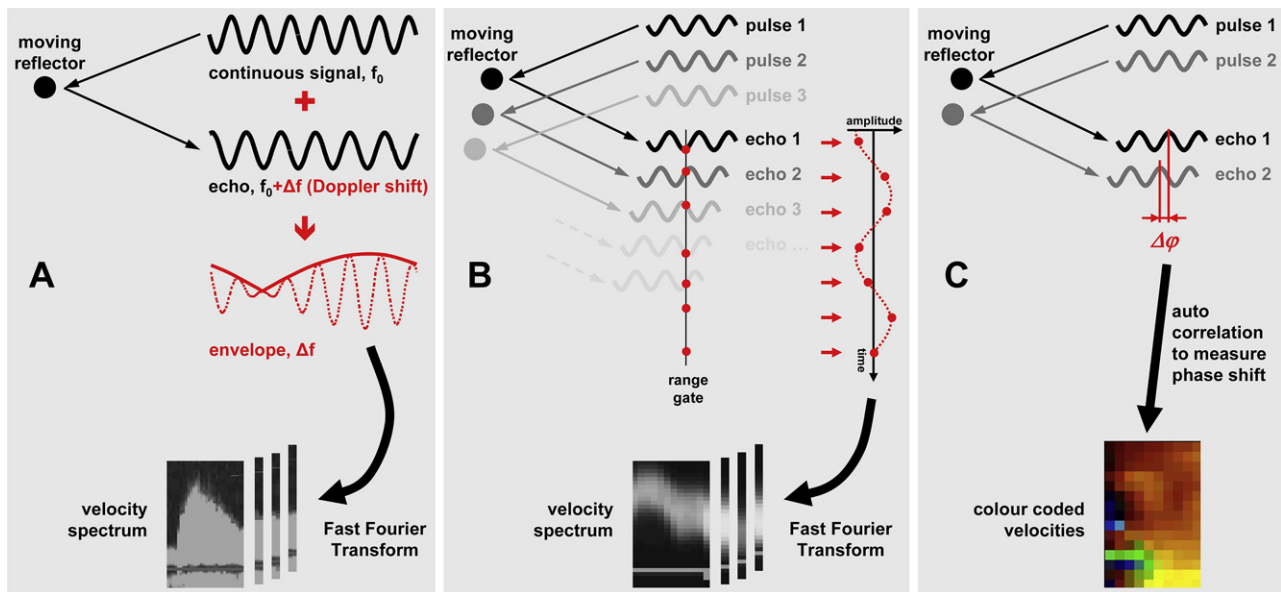 moving
reflector
continuous signal, f0
+
echo, f0+Δf (Doppler shift)
A
envelope, Δf
velocity
spectrum
Fast Fourier
Transform
moving
reflector
pulse 1
pulse 2
pulse 3
amplitude
echo 1
echo 2
echo 3
echo ...
B
time
range
gate
velocity
spectrum
Fast Fourier
Transform
moving
reflector
pulse 1
pulse 2
echo 1
echo 2
Δφ
C
auto
correlation
to measure
phase shift
colour coded
velocities